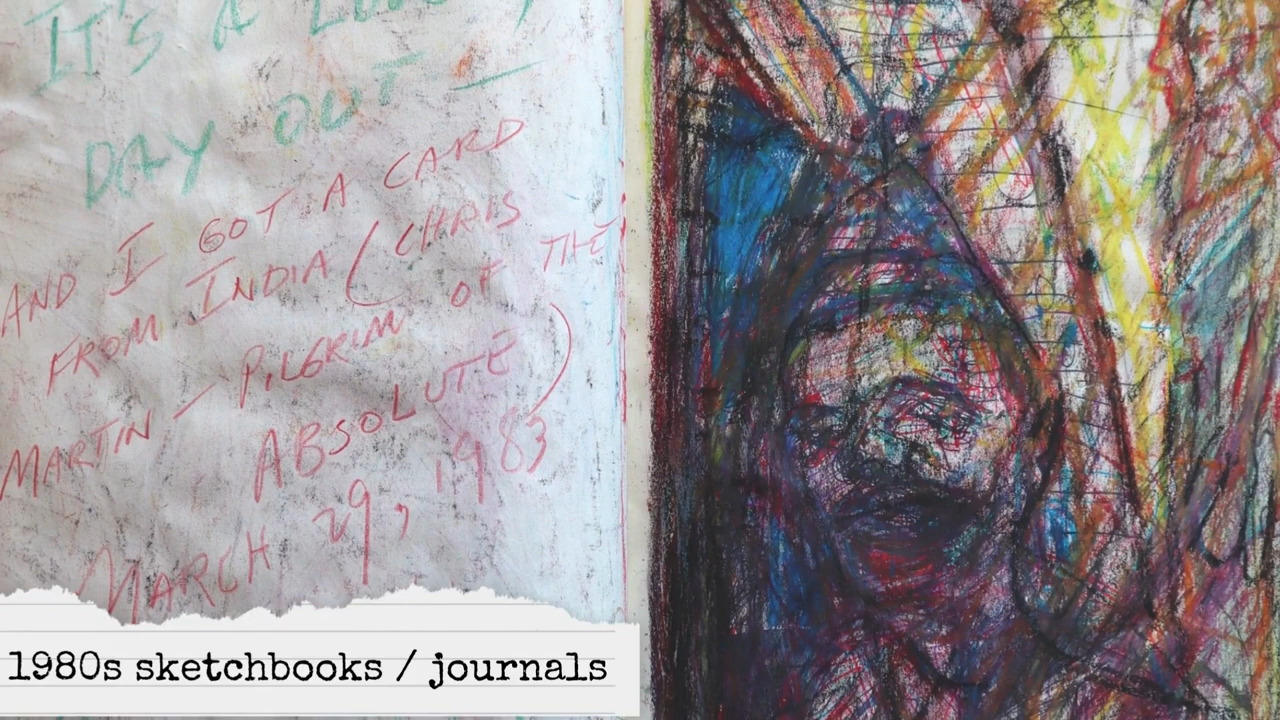 IT'S A
DAY OUT —
AND I GOT A CARD
FROM INDIA (CHRIS
MARTIN — PILGRIM OF THE
ABSOLUTE)
MARCH 29, 1983
1980s sketchbooks / journals